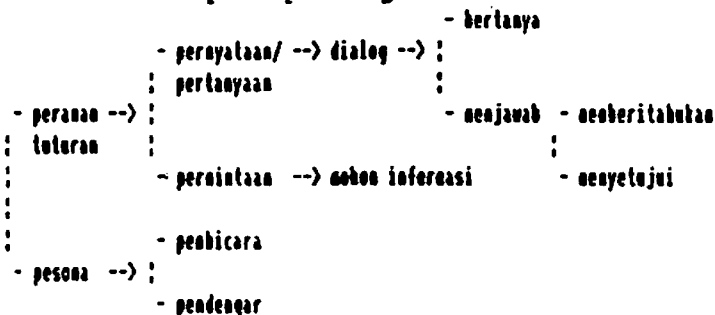 - bertanya
- pernyataan/ --> dialog --> :
pertanyaan
- peranan --> :
- menjawab - memberitahukan
tuturan
- permintaan --> mohon informasi - menyetujui
- pembicara
- pesona --> :
- pendengar